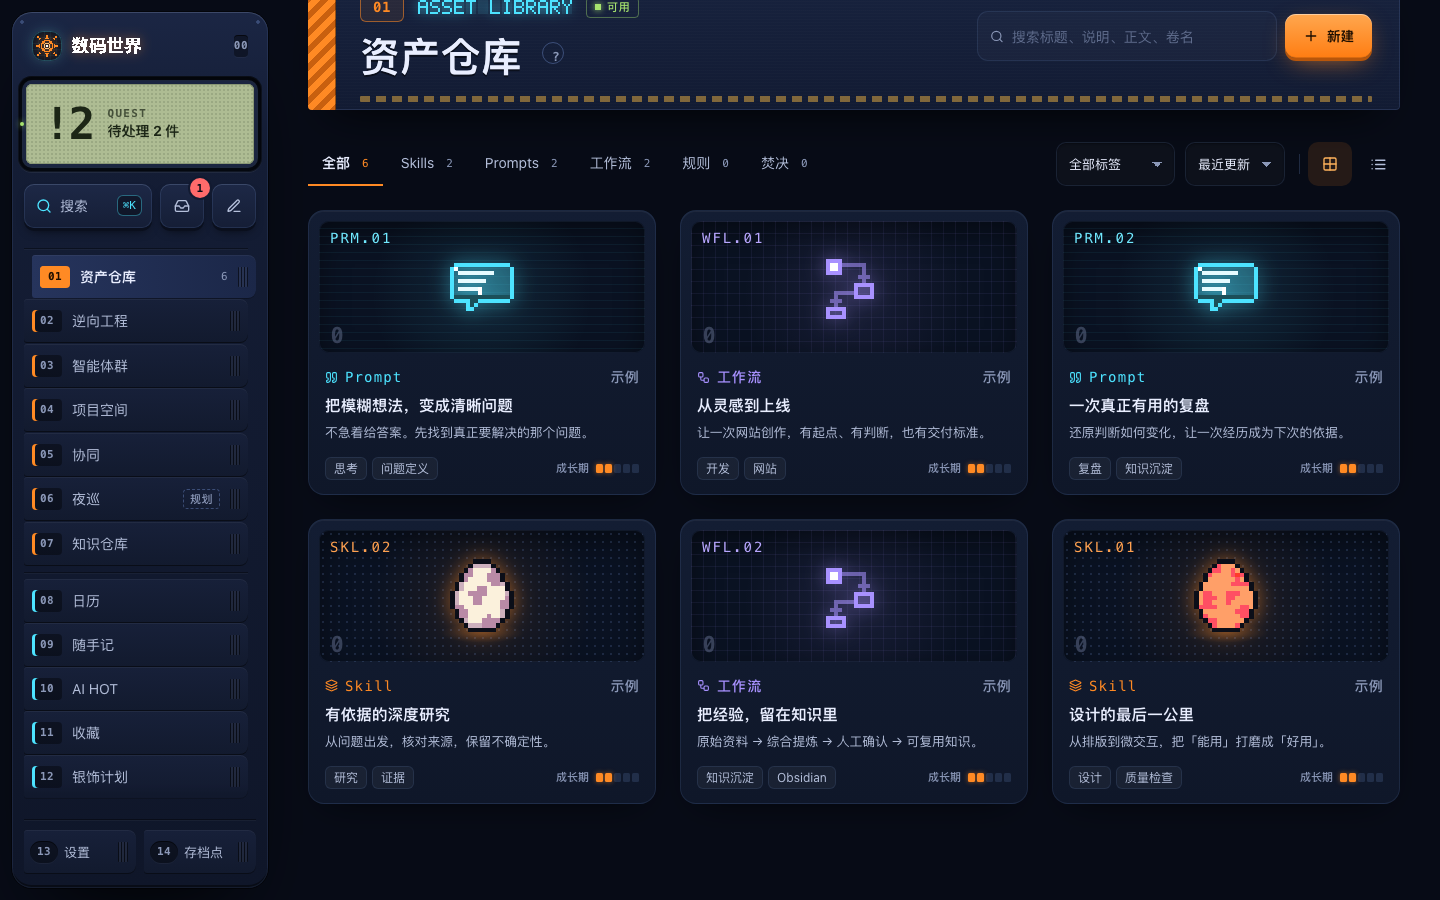 数码世界
00
!2
QUEST
待处理 2 件
搜索
⌘K
1
01 资产仓库 6
02 逆向工程
03 智能体群
04 项目空间
05 协同
06 夜巡 规划
07 知识仓库
08 日历
09 随手记
10 AI HOT
11 收藏
12 银饰计划
13 设置
14 存档点
01 ASSET LIBRARY 可用
资产仓库 ?
搜索标题、说明、正文、卷名
+ 新建
全部 6 Skills 2 Prompts 2 工作流 2 规则 0 焚决 0
全部标签 最近更新
PRM.01
0
Prompt 示例
把模糊想法，变成清晰问题
不急着给答案。先找到真正要解决的那个问题。
思考 问题定义 成长期
WFL.01
0
工作流 示例
从灵感到上线
让一次网站创作，有起点、有判断，也有交付标准。
开发 网站 成长期
PRM.02
0
Prompt 示例
一次真正有用的复盘
还原判断如何变化，让一次经历成为下次的依据。
复盘 知识沉淀 成长期
SKL.02
0
Skill 示例
有依据的深度研究
从问题出发，核对来源，保留不确定性。
研究 证据 成长期
WFL.02
0
工作流 示例
把经验，留在知识里
原始资料 → 综合提炼 → 人工确认 → 可复用知识。
知识沉淀 Obsidian 成长期
SKL.01
0
Skill 示例
设计的最后一公里
从排版到微交互，把「能用」打磨成「好用」。
设计 质量检查 成长期